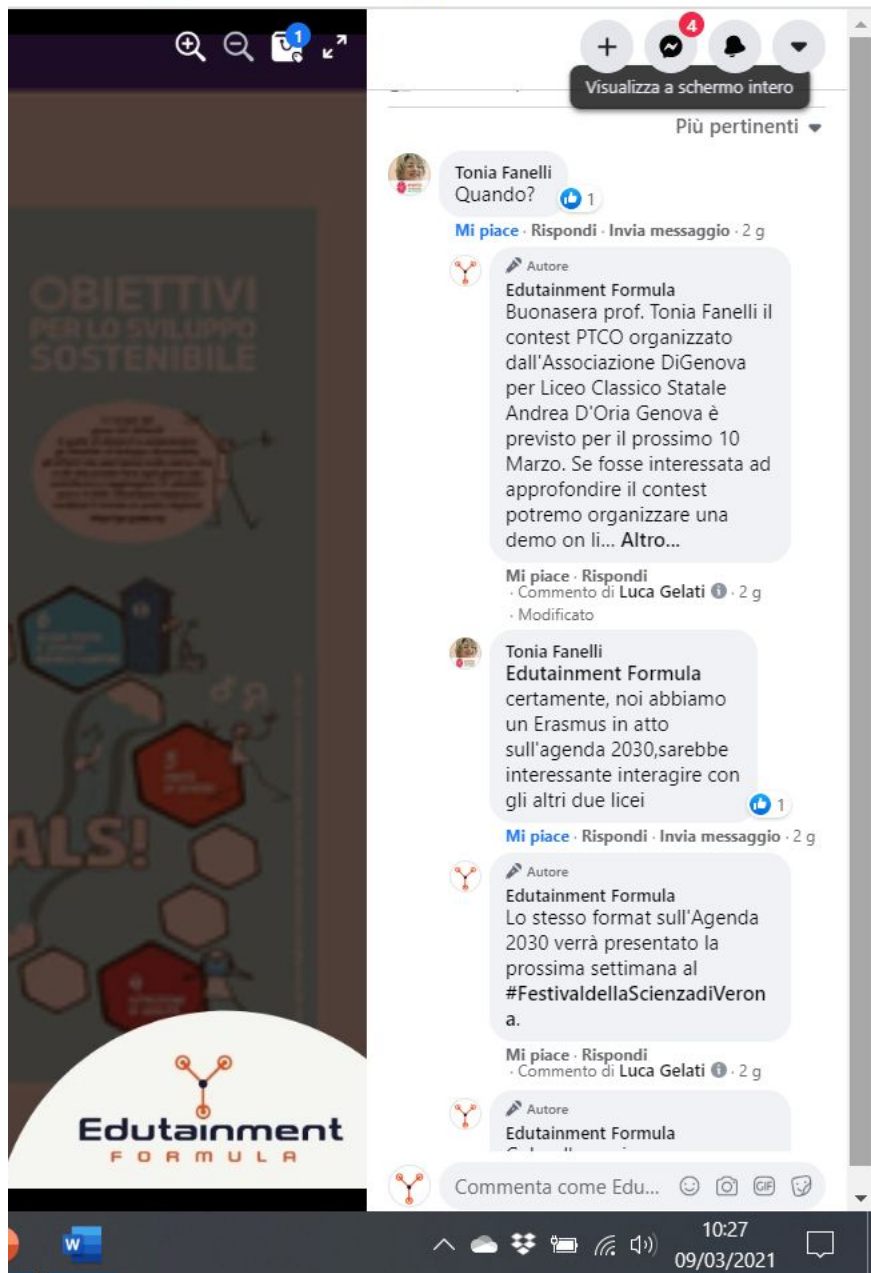 1
4
Visualizza a schermo intero
Più pertinenti
Tonia Fanelli
Quando?
1
Mi piace · Rispondi · Invia messaggio · 2 g
Autore
Edutainment Formula
Buonasera prof. Tonia Fanelli il
contest PTCO organizzato
dall'Associazione DiGenova
per Liceo Classico Statale
Andrea D'Oria Genova è
previsto per il prossimo 10
Marzo. Se fosse interessata ad
approfondire il contest
potremo organizzare una
demo on li... Altro...
Mi piace · Rispondi
· Commento di Luca Gelati · 2 g
· Modificato
Tonia Fanelli
Edutainment Formula
certamente, noi abbiamo
un Erasmus in atto
sull'agenda 2030,sarebbe
interessante interagire con
gli altri due licei
1
Mi piace · Rispondi · Invia messaggio · 2 g
Autore
Edutainment Formula
Lo stesso format sull'Agenda
2030 verrà presentato la
prossima settimana al
#FestivaldellaScienzadiVeron
a.
Mi piace · Rispondi
· Commento di Luca Gelati · 2 g
Autore
Edutainment Formula
Commenta come Edu...
GIF
OBIETTIVI
PER LO SVILUPPO
SOSTENIBILE
6
5
ALS!
Edutainment
FORMULA
W
10:27
09/03/2021